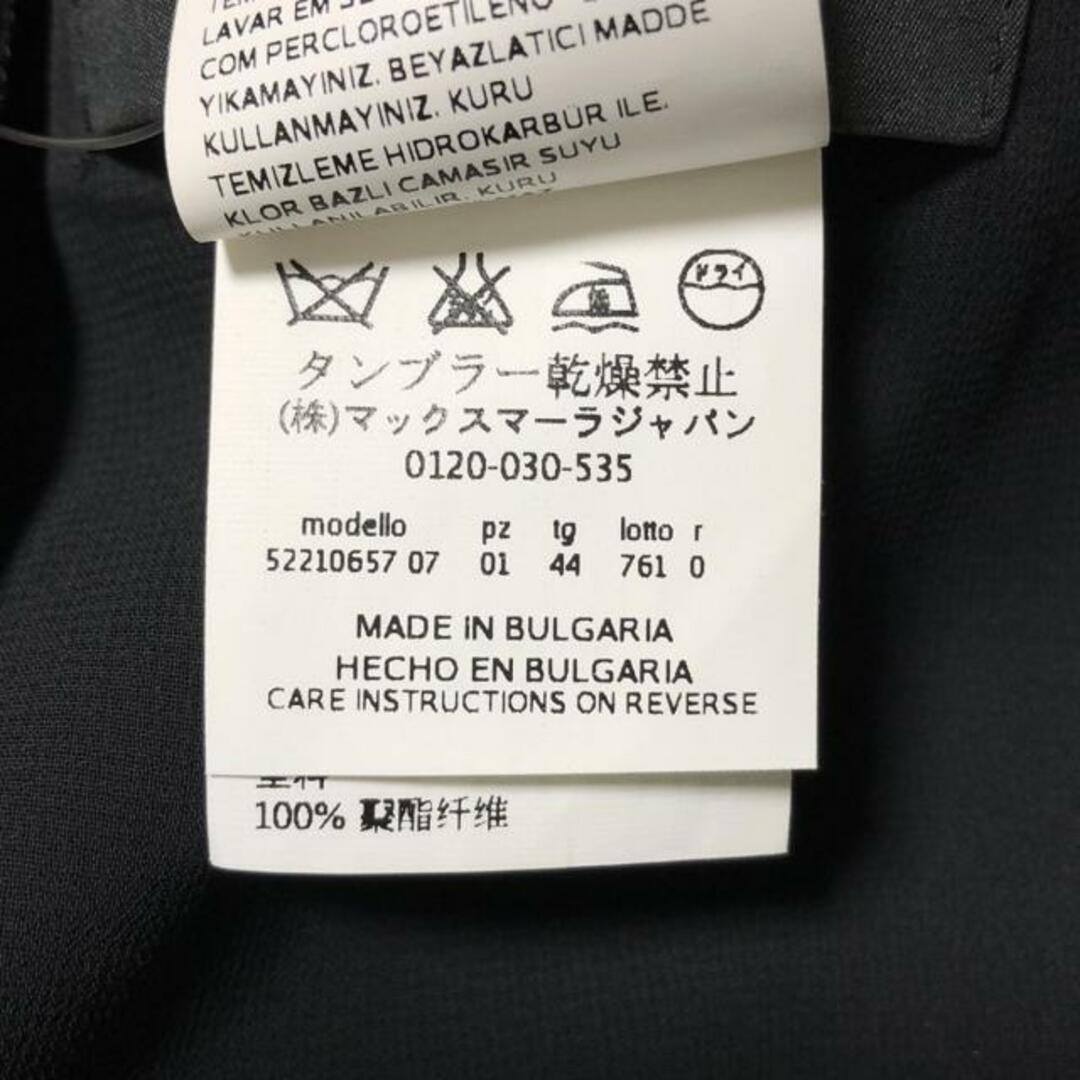 LAVAR EM
COM PERCLOROETILENO
YIKAMAYINIZ. BEYAZLATICI MADDE
KULLANMAYINIZ. KURU
TEMIZLEME HIDROKARBÜR ILE.
KLOR BAZLI CAMASIR SUYU
KULLANILABILIR. KURU
ドライ
タンブラー乾燥禁止
(株)マックスマーラジャパン
0120-030-535
modello pz tg lotto r
52210657 07 01 44 761 0
MADE IN BULGARIA
HECHO EN BULGARIA
CARE INSTRUCTIONS ON REVERSE
100% 聚酯纤维